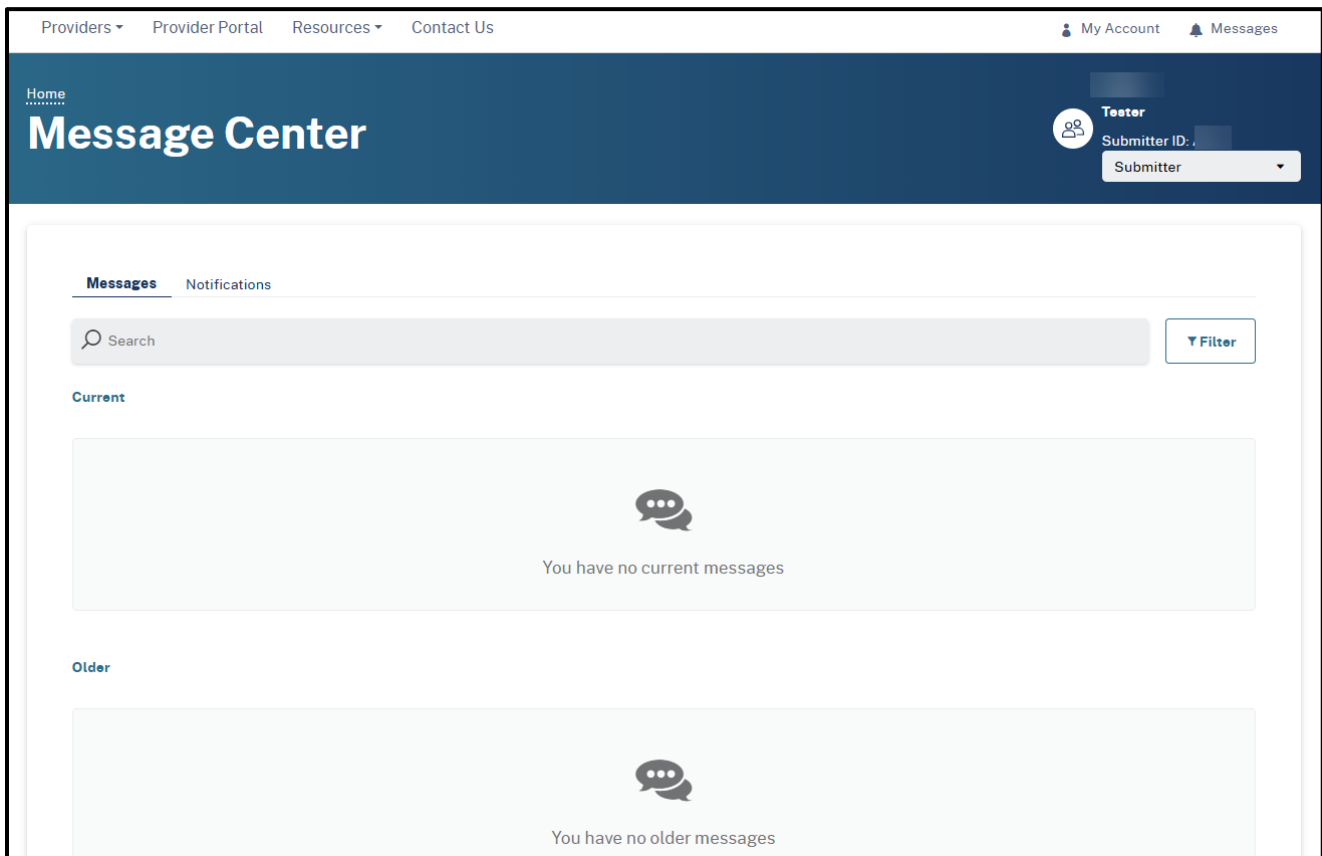 Providers Provider Portal Resources Contact Us My Account Messages
Home
Message Center
Tester
Submitter ID:
Submitter
Messages Notifications
Search
Filter
Current
You have no current messages
Older
You have no older messages